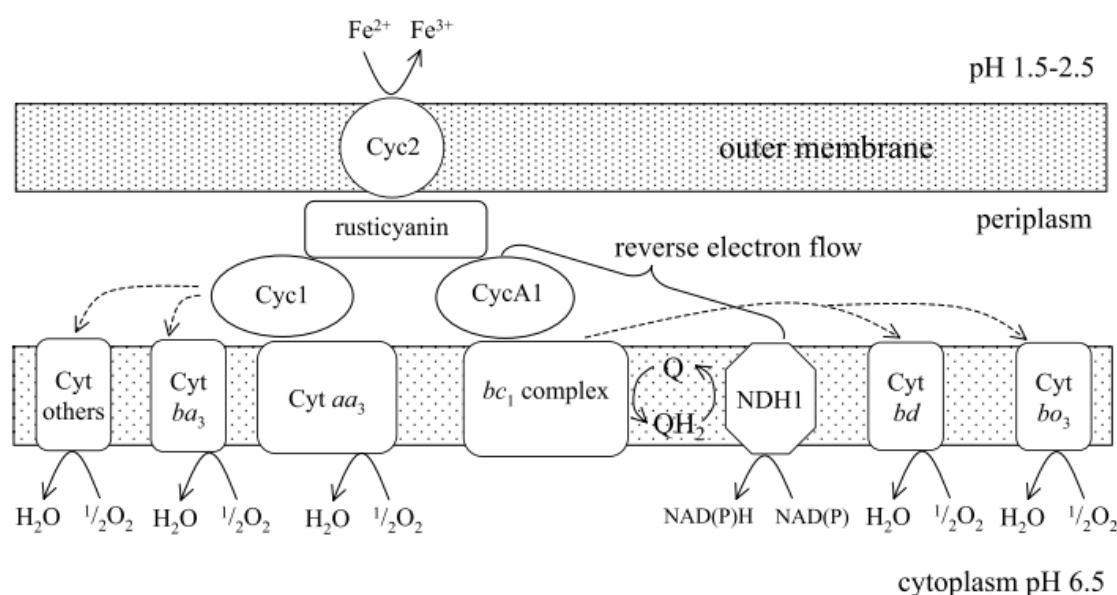 Fe²⁺ Fe³⁺
pH 1.5-2.5
Cyc2
outer membrane
periplasm
rusticyanin
reverse electron flow
Cyc1
CycA1
Cyt
others
Cyt
ba₃
Cyt aa₃
bc₁ complex
Q
QH₂
NDH1
Cyt
bd
Cyt
bo₃
H₂O ¹/₂O₂ H₂O ¹/₂O₂ H₂O ¹/₂O₂ NAD(P)H NAD(P) H₂O ¹/₂O₂ H₂O ¹/₂O₂
cytoplasm pH 6.5